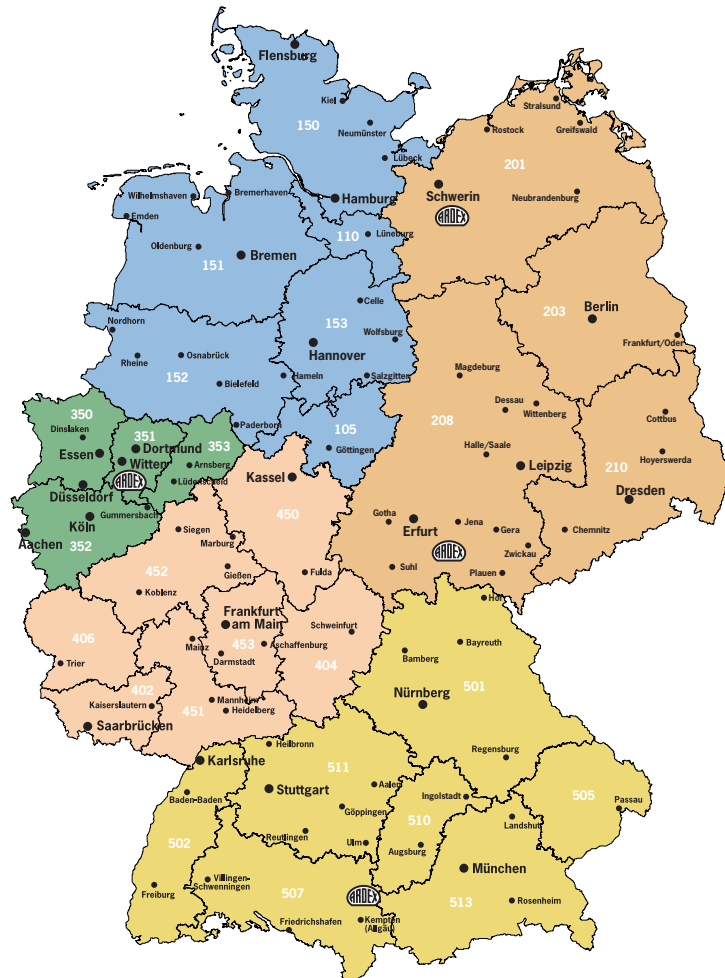 Flensburg
Kiel
150
Neumünster
Lübeck
Hamburg
Stralsund
Rostock
Greifswald
201
Schwerin
Neubrandenburg
ARDEX
Wilhelmshaven
Bremerhaven
Emden
110
Lüneburg
Oldenburg
151
Bremen
Celle
153
Wolfsburg
Hannover
Nordhorn
Rheine
Osnabrück
152
Bielefeld
Hameln
Salzgitter
203
Berlin
Frankfurt/Oder
Magdeburg
Dessau
Wittenberg
208
Halle/Saale
Leipzig
Cottbus
Hoyerswerda
210
Dresden
Chemnitz
350
Dinslaken
351
Dortmund
353
Paderborn
105
Göttingen
Essen
Witten
Arnsberg
ARDEX
Lüdenscheid
Düsseldorf
Köln
Gummersbach
Aachen
352
Kassel
450
Siegen
Marburg
452
Gießen
Fulda
Koblenz
Gotha
Erfurt
Jena
Gera
Zwickau
ARDEX
Suhl
Plauen
Hof
Frankfurt
am Main
453
Schweinfurt
406
Mainz
Aschaffenburg
Darmstadt
404
Trier
402
Kaiserslautern
Mannheim
451
Heidelberg
Saarbrücken
Bayreuth
Bamberg
501
Nürnberg
Regensburg
Karlsruhe
Heilbronn
511
Stuttgart
Aalen
Baden-Baden
Göppingen
Ingolstadt
505
Passau
510
Landshut
Reutlingen
Ulm
Augsburg
502
München
Villingen-
Schwenningen
Freiburg
507
ARDEX
513
Rosenheim
Friedrichshafen
Kempten
(Allgäu)